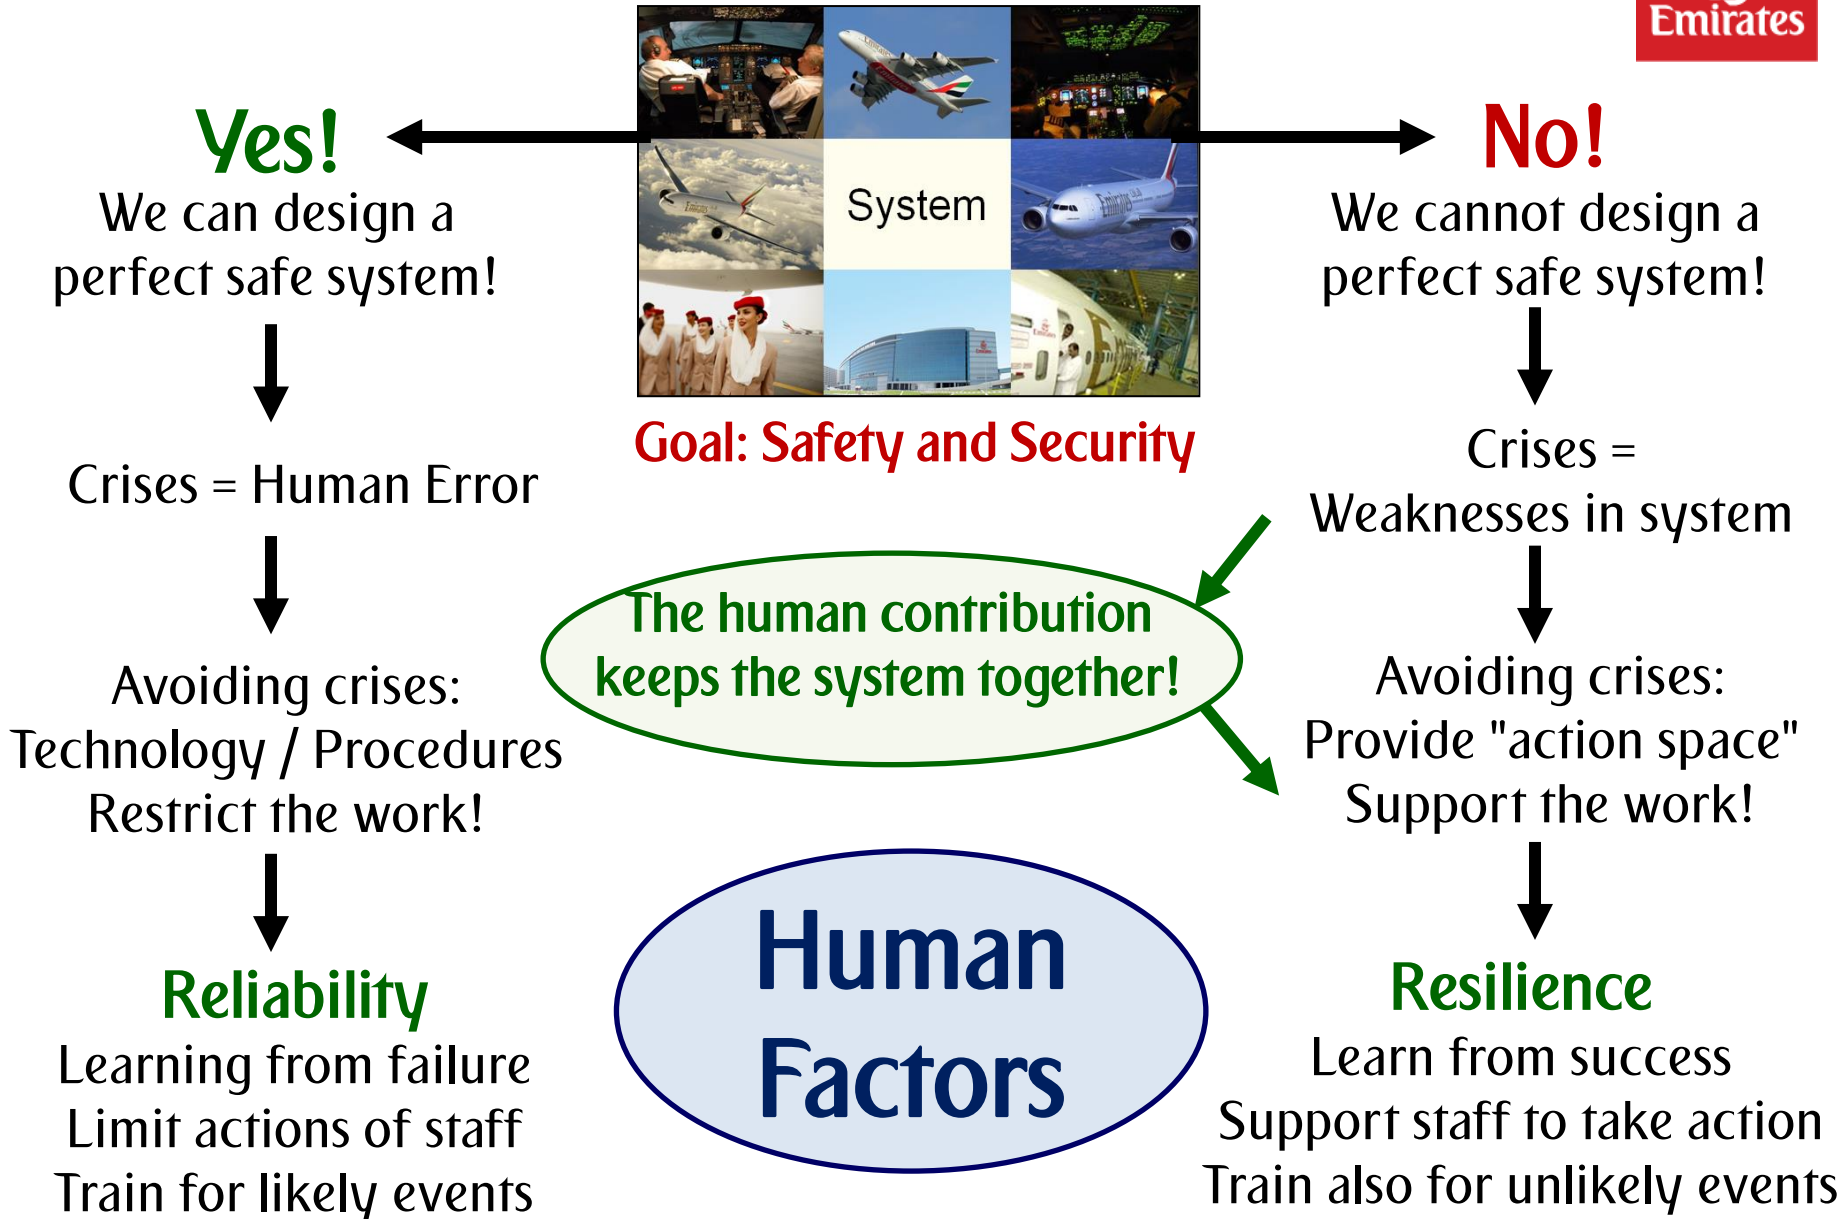 Emirates
Yes!
We can design a
perfect safe system!
Crises = Human Error
Avoiding crises:
Technology / Procedures
Restrict the work!
Reliability
Learning from failure
Limit actions of staff
Train for likely events
System
Emirates
Emirates
Goal: Safety and Security
The human contribution
keeps the system together!
Human
Factors
No!
We cannot design a
perfect safe system!
Crises =
Weaknesses in system
Avoiding crises:
Provide "action space"
Support the work!
Resilience
Learn from success
Support staff to take action
Train also for unlikely events